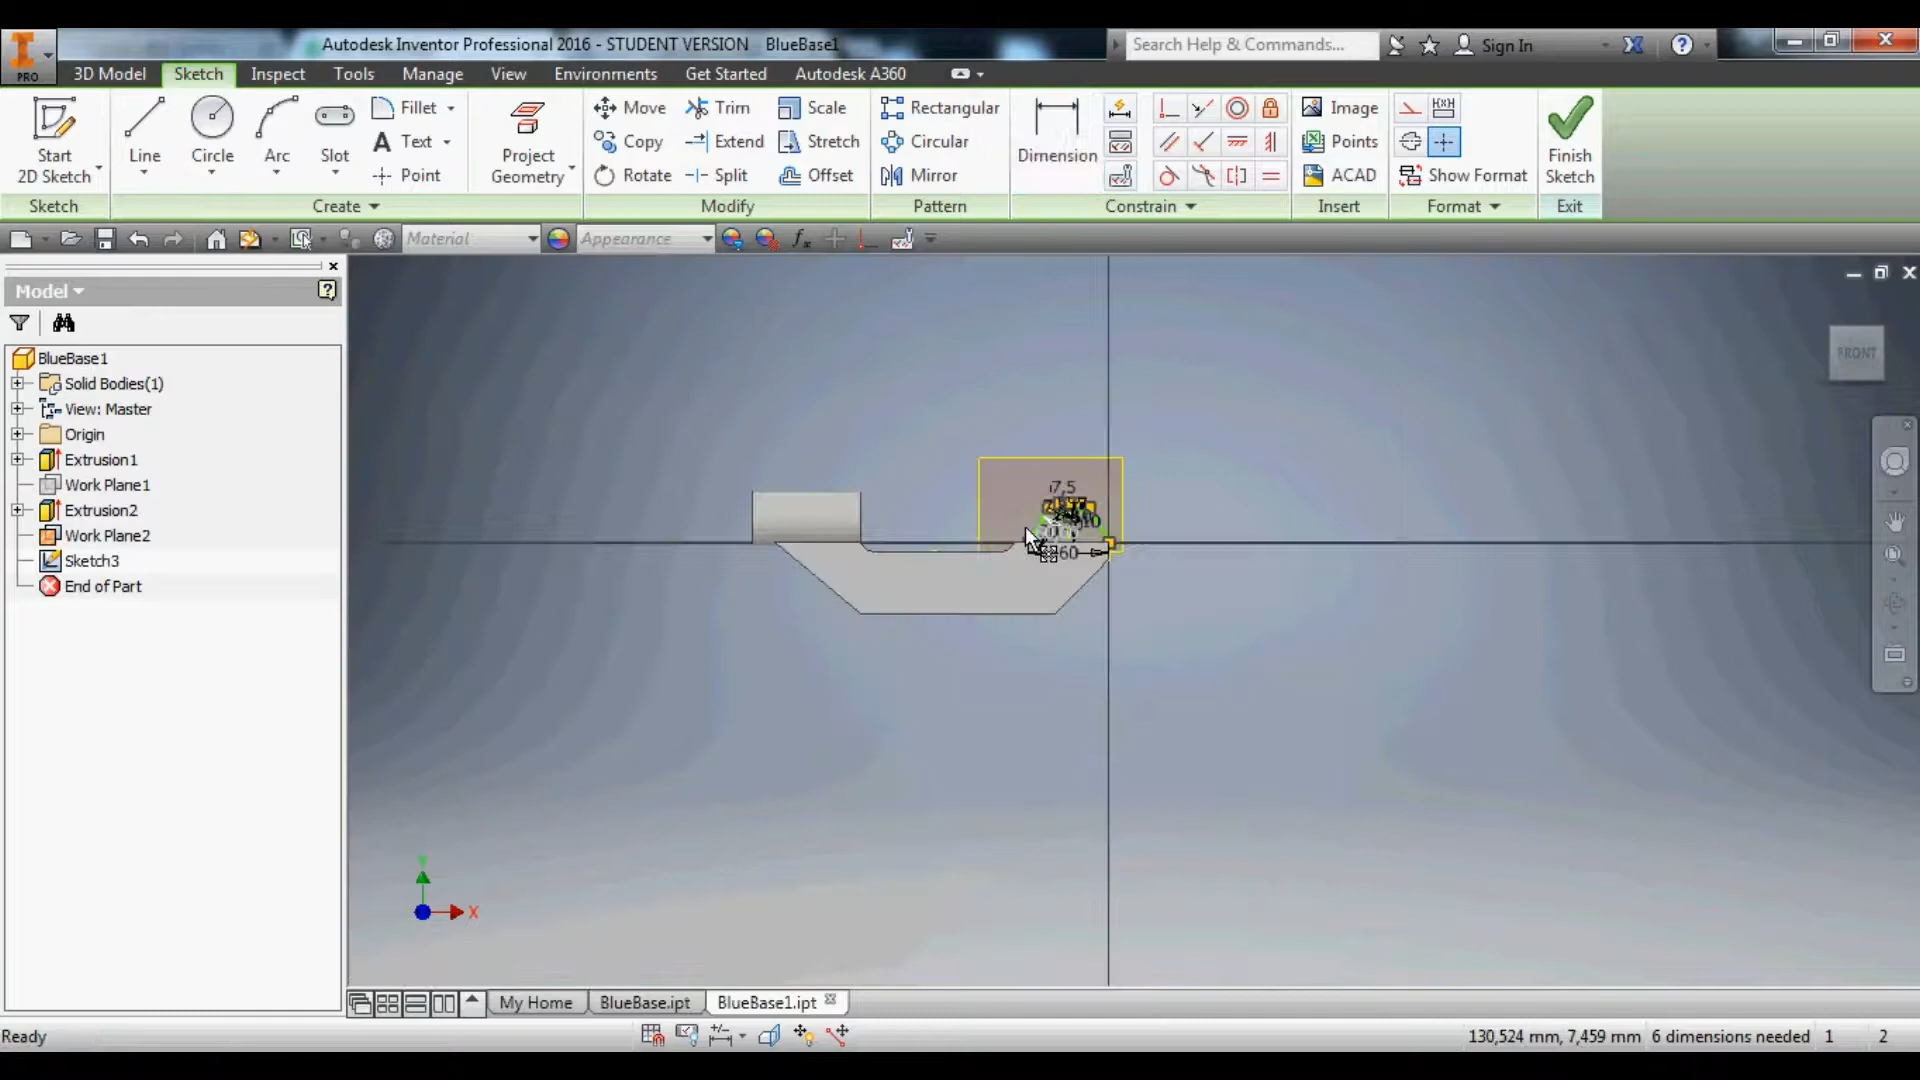 Autodesk Inventor Professional 2016 - STUDENT VERSION BlueBase1
Search Help & Commands...
Sign In
PRO
3D Model Sketch Inspect Tools Manage View Environments Get Started Autodesk A360
Start
2D Sketch
Line
Circle
Arc
Slot
Fillet
Text
Point
Project
Geometry
Move
Copy
Rotate
Trim
Extend
Split
Scale
Stretch
Offset
Rectangular
Circular
Mirror
Dimension
Image
Points
ACAD
Show Format
Finish
Sketch
Sketch Create Modify Pattern Constrain Insert Format Exit
Material
Appearance
Model
BlueBase1
Solid Bodies(1)
View: Master
Origin
Extrusion1
Work Plane1
Extrusion2
Work Plane2
Sketch3
End of Part
FRONT
60
X
My Home BlueBase.ipt BlueBase1.ipt
Ready
130,524 mm, 7,459 mm 6 dimensions needed 1 2